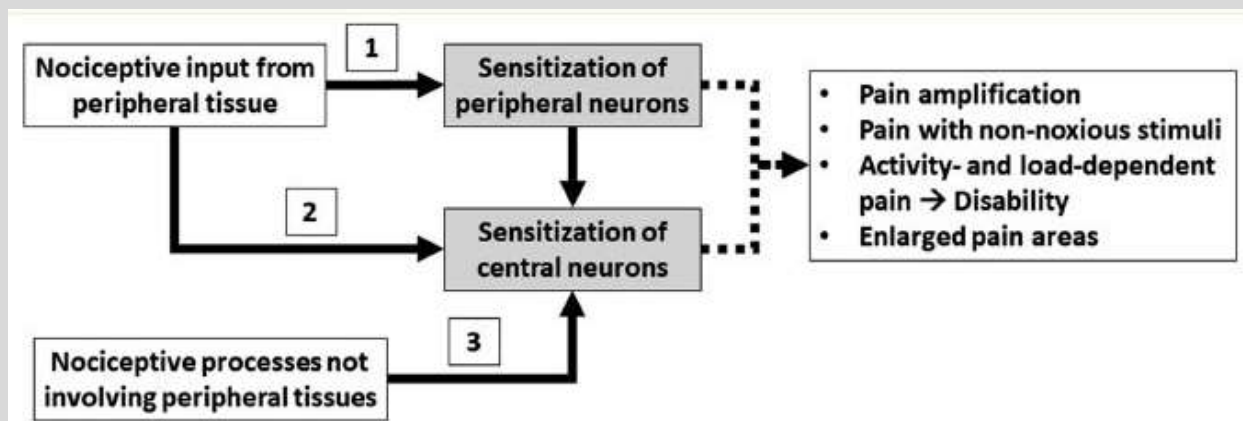 1
Nociceptive input from
peripheral tissue
Sensitization of
peripheral neurons
2
Sensitization of
central neurons
3
Nociceptive processes not
involving peripheral tissues
• Pain amplification
• Pain with non-noxious stimuli
• Activity- and load-dependent
pain → Disability
• Enlarged pain areas